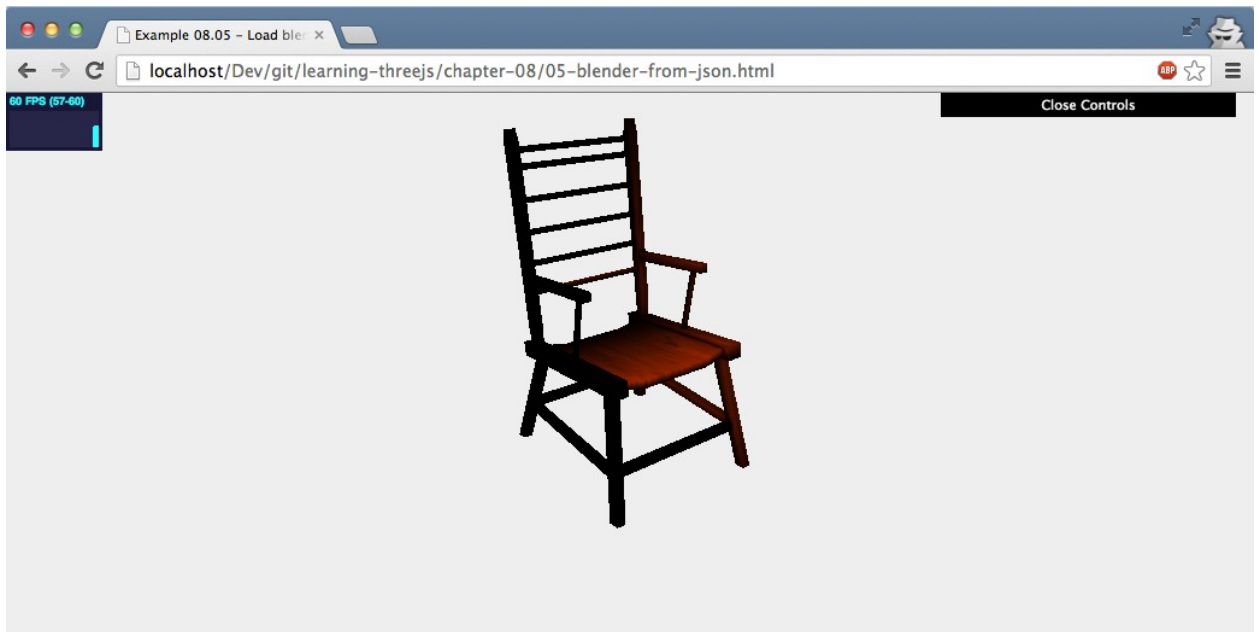 Example 08.05 – Load ble
localhost/Dev/git/learning-threejs/chapter-08/05-blender-from-json.html
ABP
60 FPS (57-60)
Close Controls